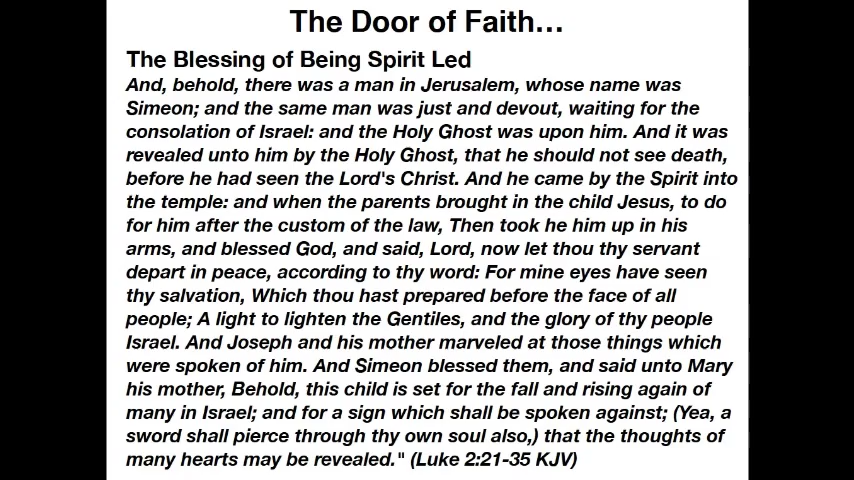 The Door of Faith...
The Blessing of Being Spirit Led
And, behold, there was a man in Jerusalem, whose name was
Simeon; and the same man was just and devout, waiting for the
consolation of Israel: and the Holy Ghost was upon him. And it was
revealed unto him by the Holy Ghost, that he should not see death,
before he had seen the Lord's Christ. And he came by the Spirit into
the temple: and when the parents brought in the child Jesus, to do
for him after the custom of the law, Then took he him up in his
arms, and blessed God, and said, Lord, now let thou thy servant
depart in peace, according to thy word: For mine eyes have seen
thy salvation, Which thou hast prepared before the face of all
people; A light to lighten the Gentiles, and the glory of thy people
Israel. And Joseph and his mother marveled at those things which
were spoken of him. And Simeon blessed them, and said unto Mary
his mother, Behold, this child is set for the fall and rising again of
many in Israel; and for a sign which shall be spoken against; (Yea, a
sword shall pierce through thy own soul also,) that the thoughts of
many hearts may be revealed." (Luke 2:21-35 KJV)